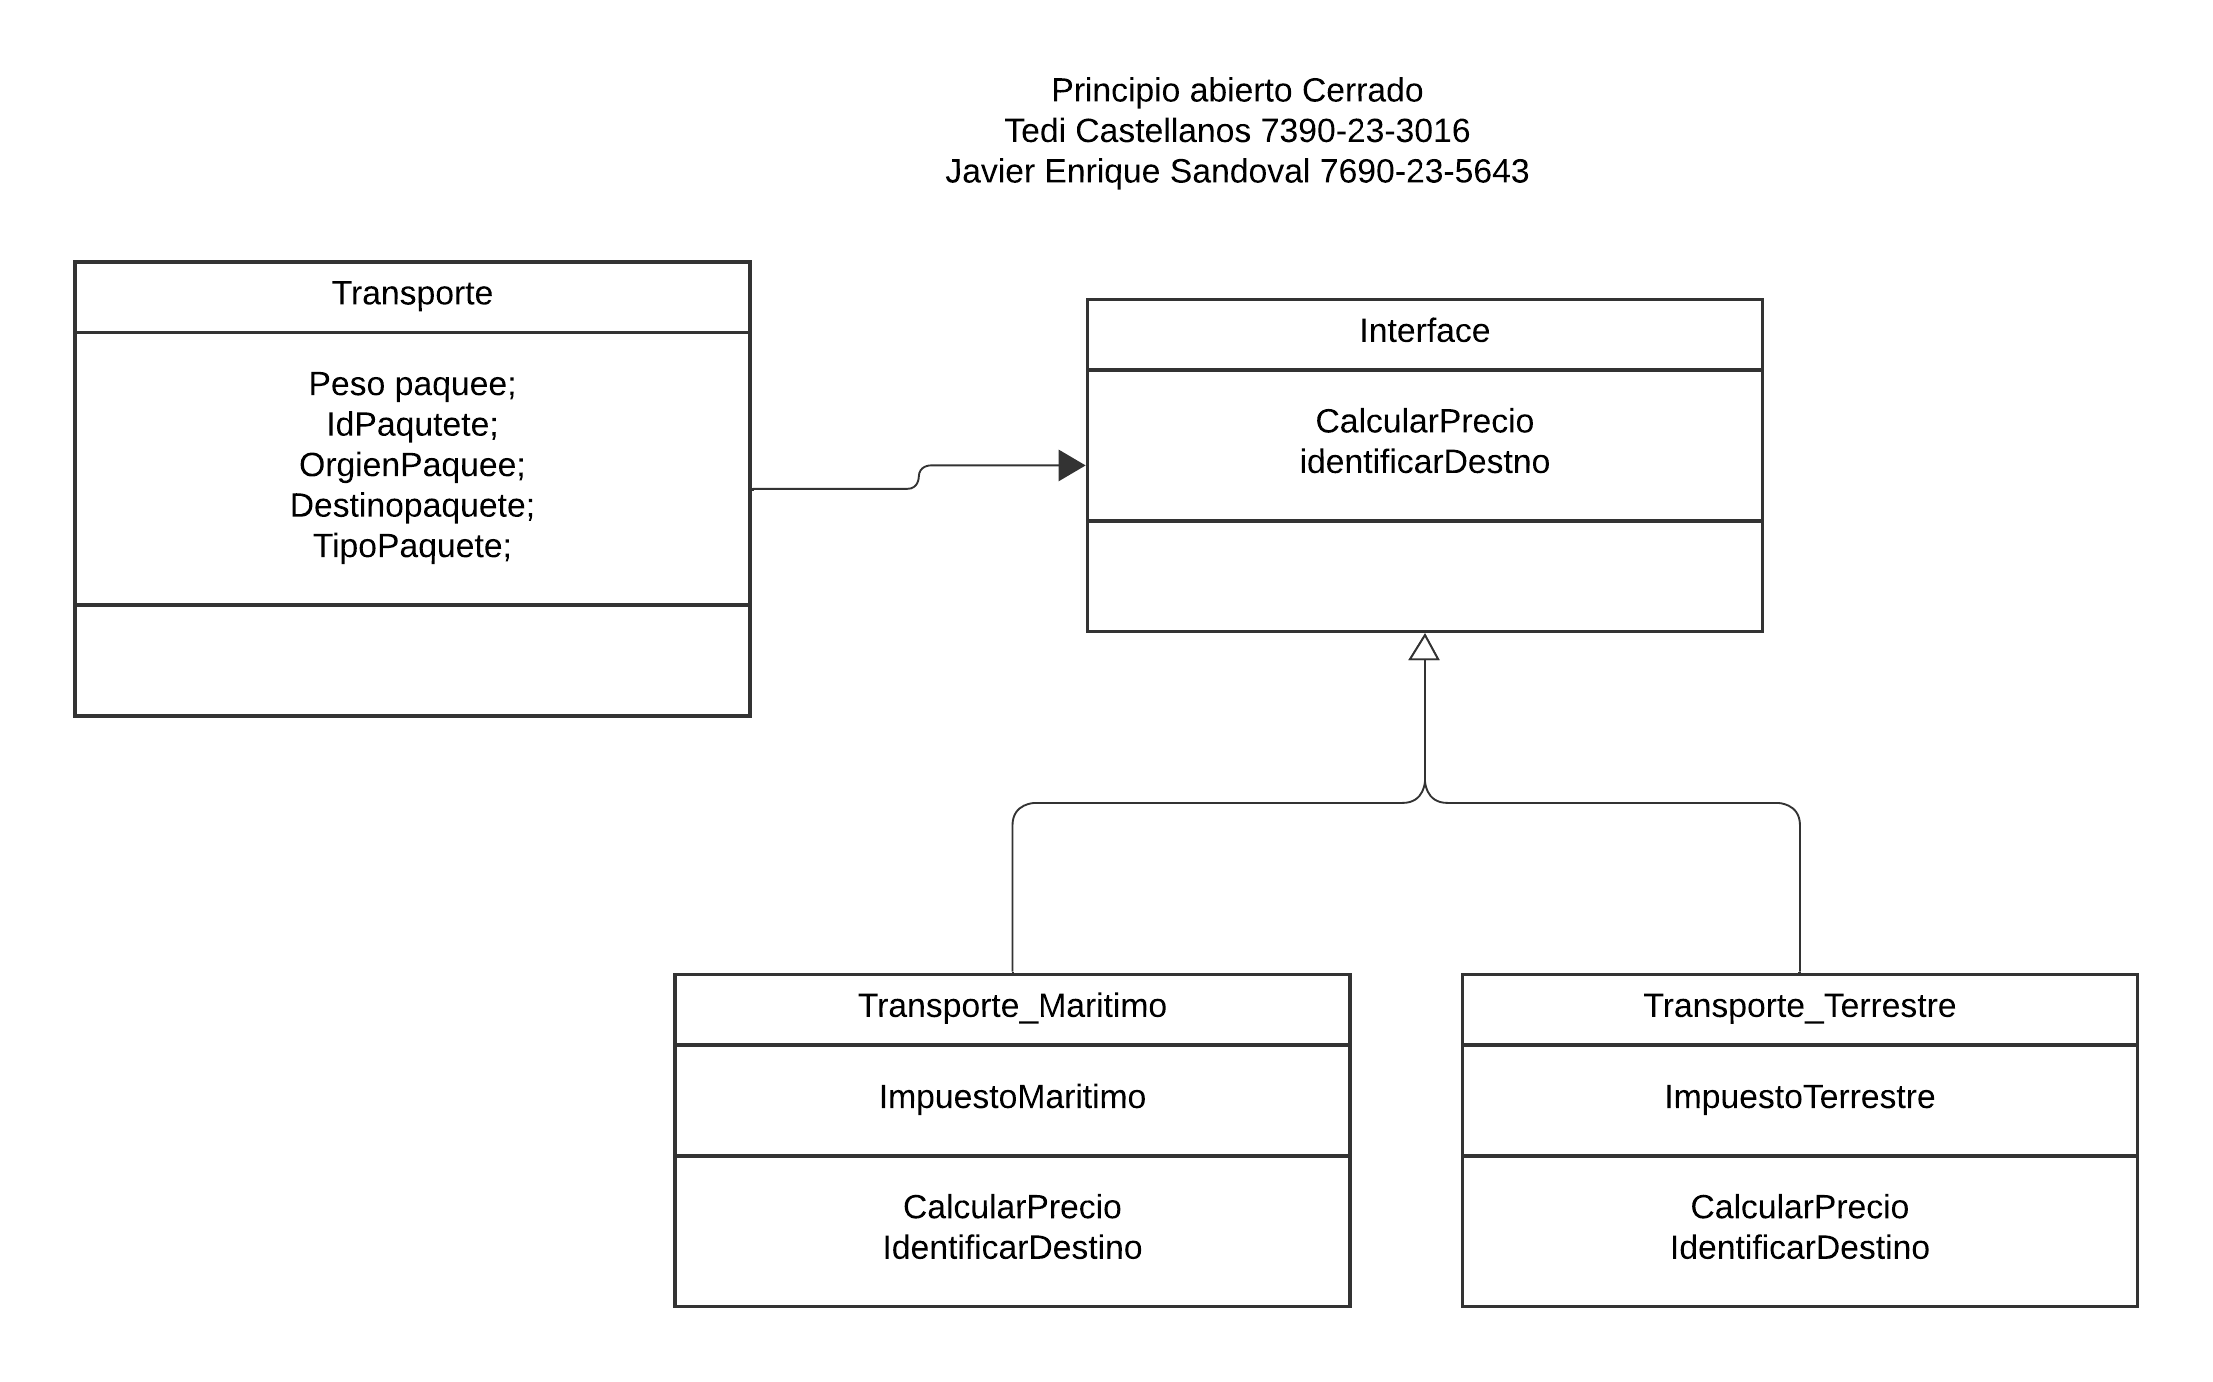 Principio abierto Cerrado
Tedi Castellanos 7390-23-3016
Javier Enrique Sandoval 7690-23-5643
Transporte
Peso paquee;
IdPaqutete;
OrgienPaquee;
Destinopaquete;
TipoPaquete;
Interface
CalcularPrecio
identificarDestno
Transporte_Maritimo
ImpuestoMaritimo
CalcularPrecio
IdentificarDestino
Transporte_Terrestre
ImpuestoTerrestre
CalcularPrecio
IdentificarDestino